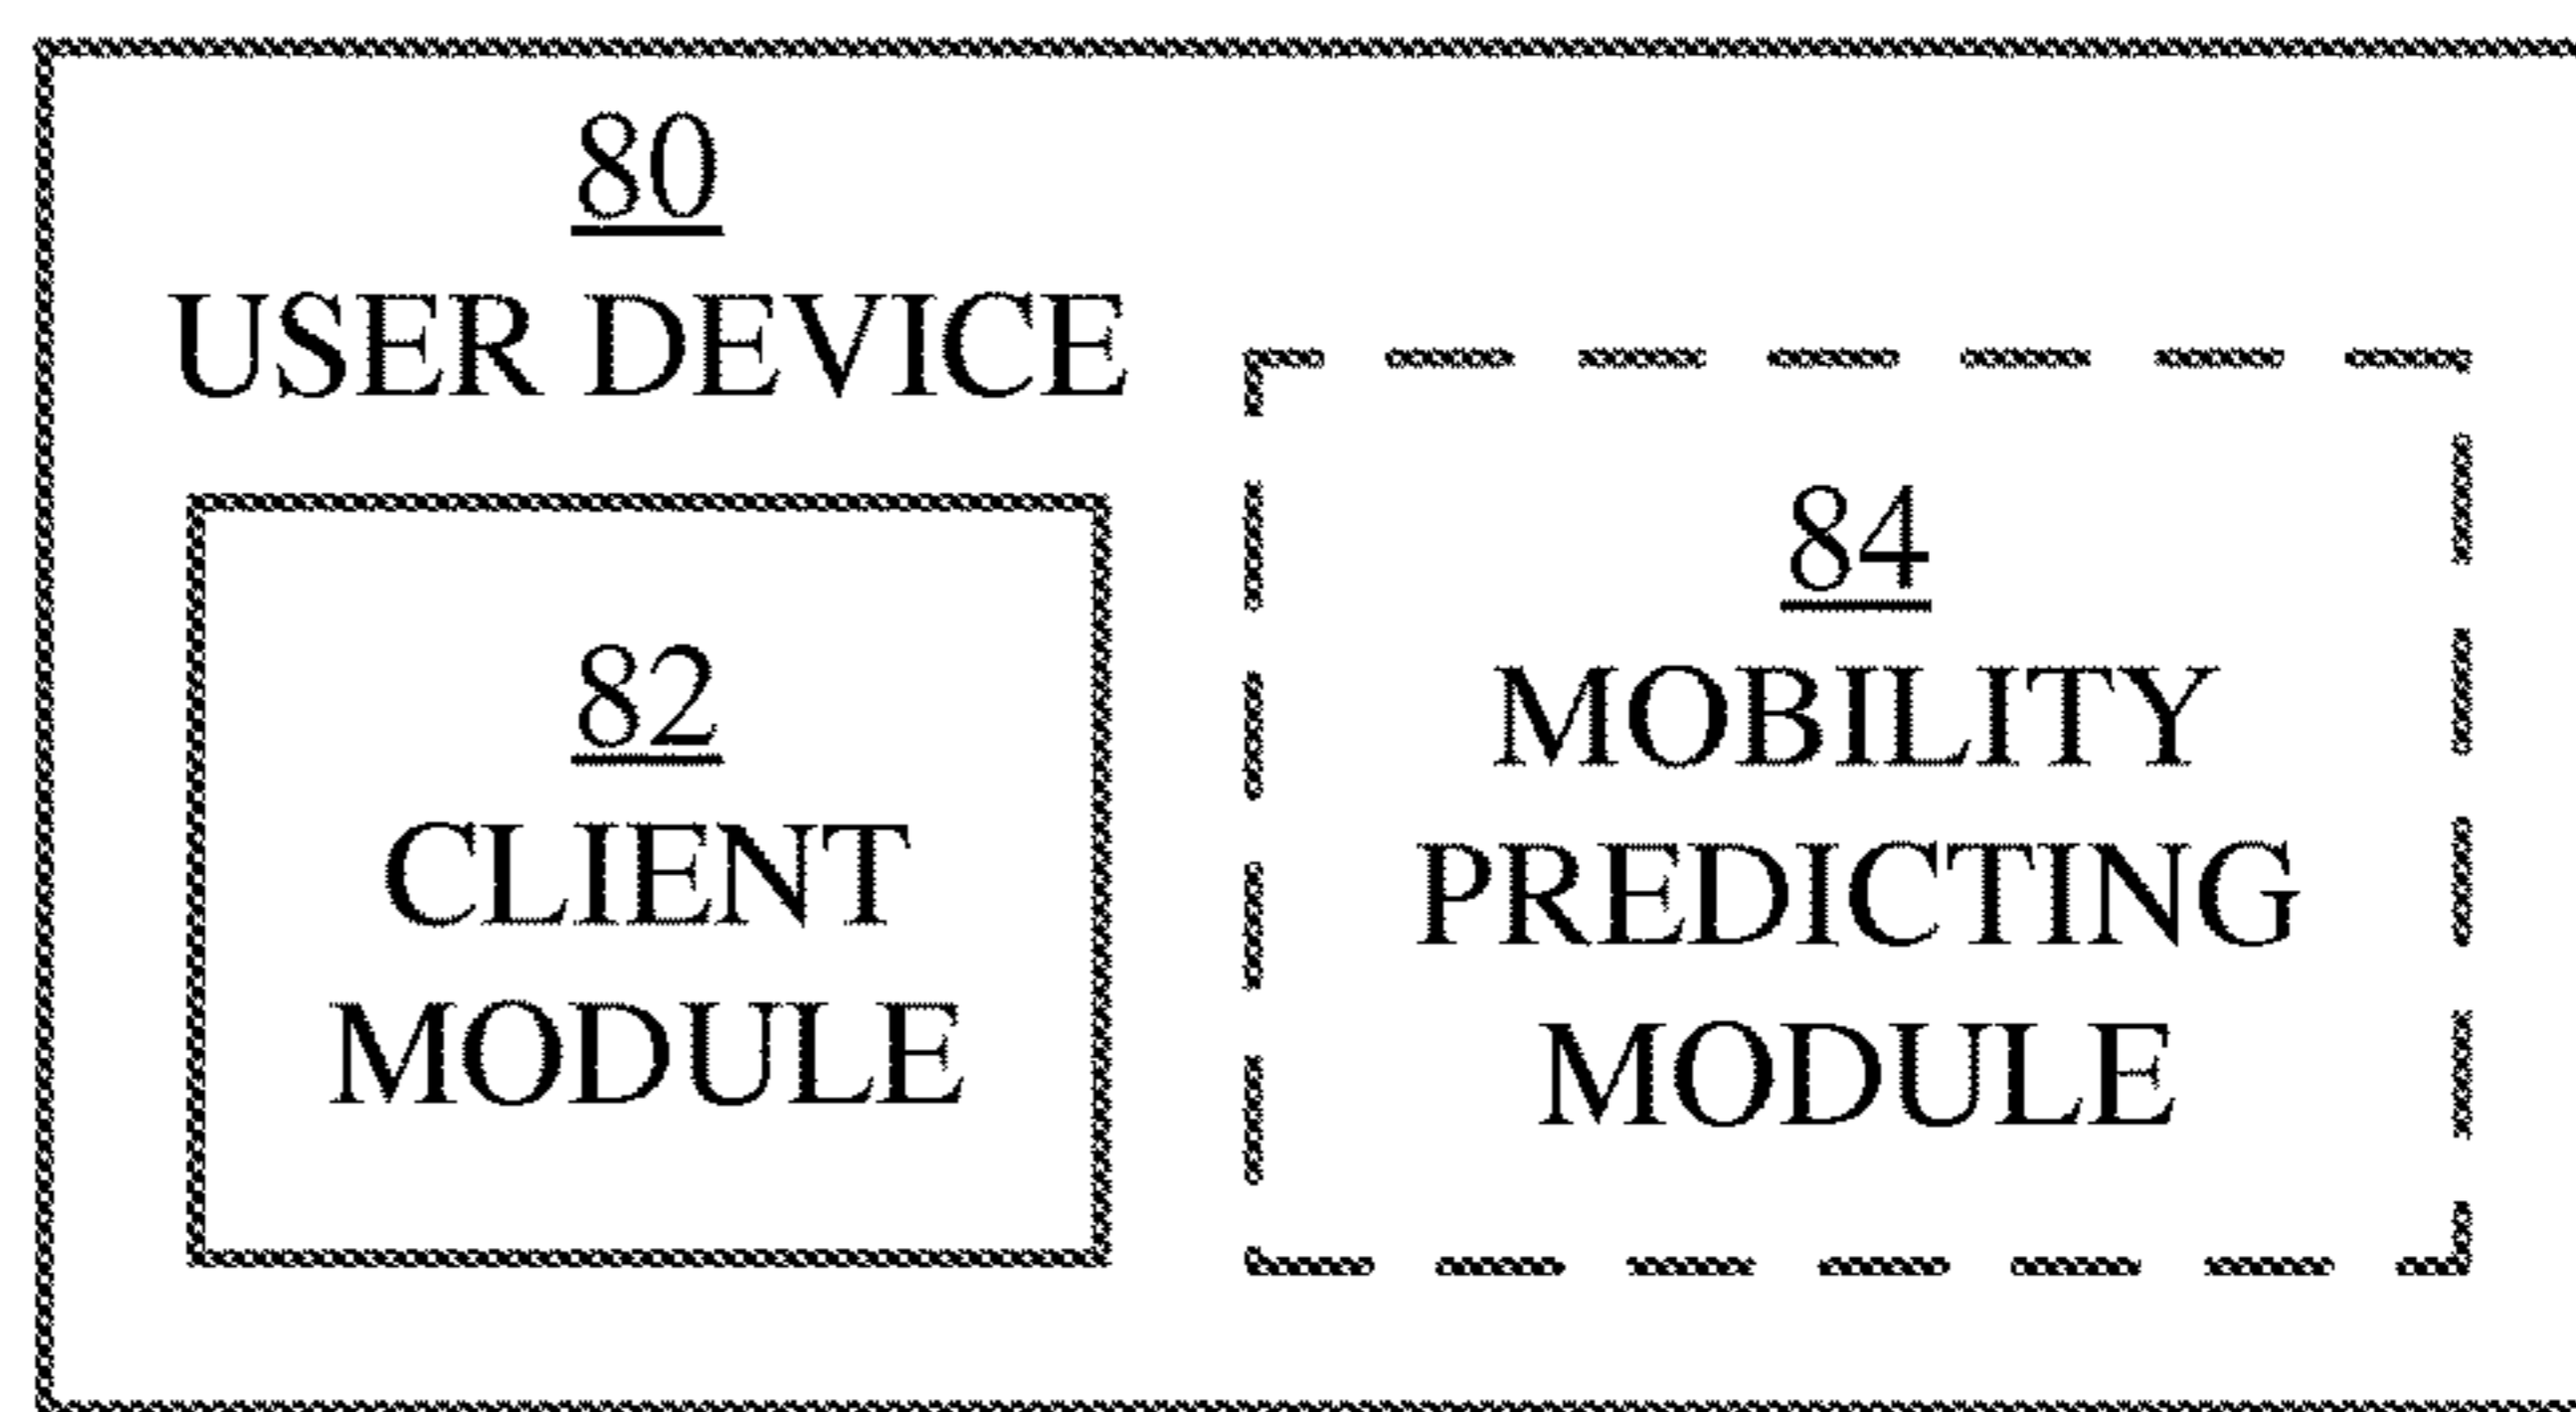 80
USER DEVICE
82
CLIENT
MODULE
84
MOBILITY
PREDICTING
MODULE